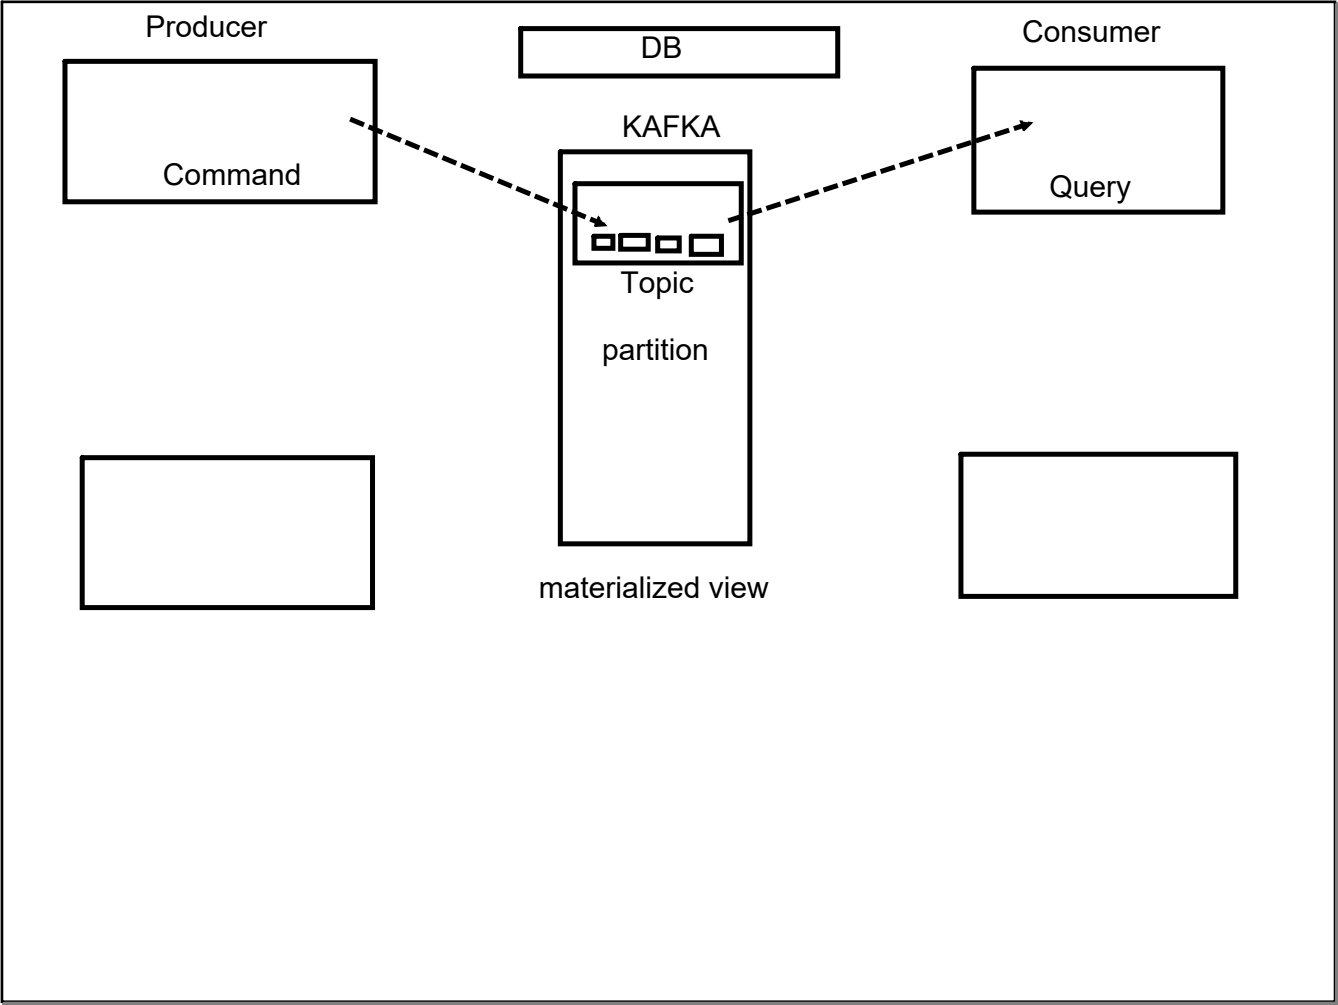 Producer
DB
Consumer
KAFKA
Command
Query
Topic
partition
materialized view